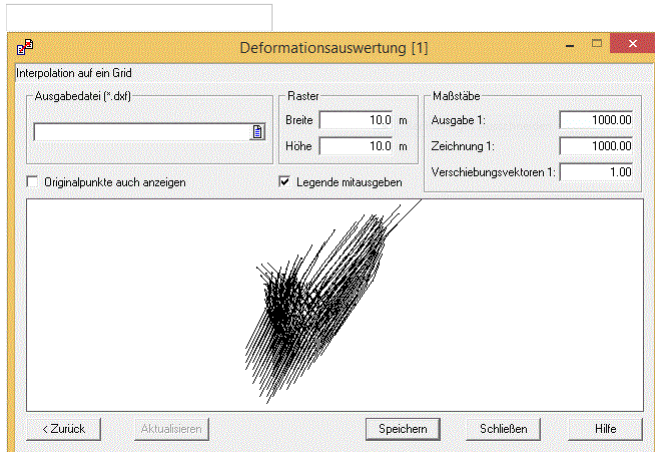 Deformationsauswertung [1]
Interpolation auf ein Grid
Ausgabedatei (*.dxf)
Raster
Breite 10.0 m
Höhe 10.0 m
Maßstäbe
Ausgabe 1: 1000.00
Zeichnung 1: 1000.00
Verschiebungsvektoren 1: 1.00
Originalpunkte auch anzeigen
Legende mitausgeben
< Zurück Aktualisieren Speichern Schließen Hilfe